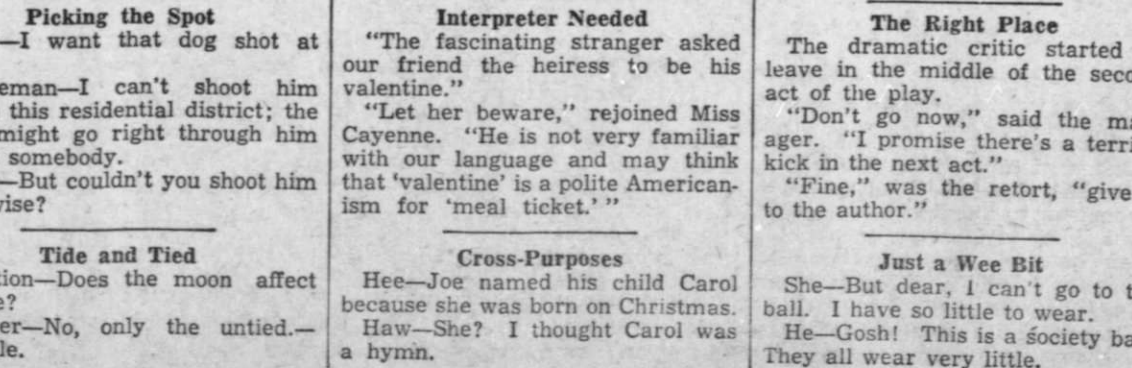 Picking the Spot
—I want that dog shot at
eman—I can't shoot him
this residential district; the
might go right through him
somebody.
—But couldn't you shoot him
wise?
Tide and Tied
tion—Does the moon affect
e?
er—No, only the untied.—
le.
Interpreter Needed
"The fascinating stranger asked
our friend the heiress to be his
valentine."
"Let her beware," rejoined Miss
Cayenne. "He is not very familiar
with our language and may think
that 'valentine' is a polite American-
ism for 'meal ticket.' "
Cross-Purposes
Hee—Joe named his child Carol
because she was born on Christmas.
Haw—She? I thought Carol was
a hymn.
The Right Place
The dramatic critic started
leave in the middle of the seco
act of the play.
"Don't go now," said the ma
ager. "I promise there's a terri
kick in the next act."
"Fine," was the retort, "give
to the author."
Just a Wee Bit
She—But dear, I can't go to t
ball. I have so little to wear.
He—Gosh! This is a society ba
They all wear very little.